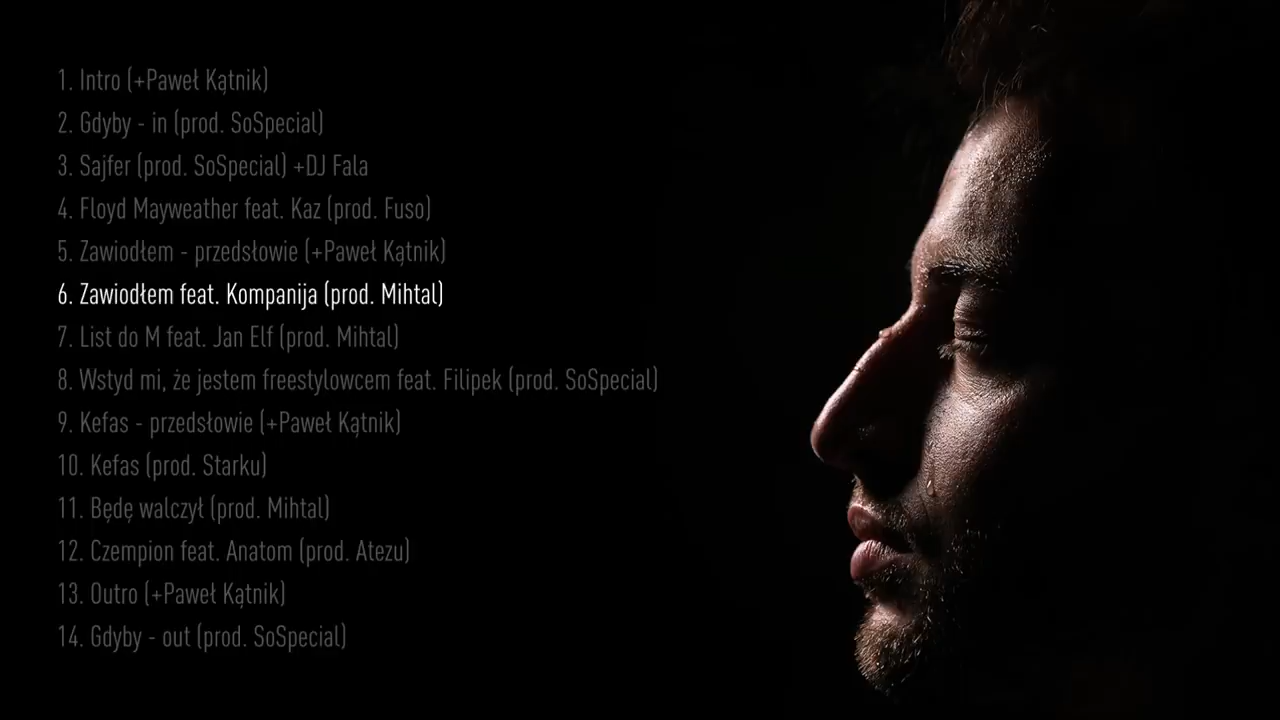 1. Intro (+Paweł Kątnik)
2. Gdyby - in (prod. SoSpecial)
3. Sajfer (prod. SoSpecial) +DJ Fala
4. Floyd Mayweather feat. Kaz (prod. Fuso)
5. Zawiodłem - przedsłowie (+Paweł Kątnik)
6. Zawiodłem feat. Kompanija (prod. Mihtal)
7. List do M feat. Jan Elf (prod. Mihtal)
8. Wstyd mi, że jestem freestylowcem feat. Filipek (prod. SoSpecial)
9. Kefas - przedsłowie (+Paweł Kątnik)
10. Kefas (prod. Starku)
11. Będę walczył (prod. Mihtal)
12. Czempion feat. Anatom (prod. Atezu)
13. Outro (+Paweł Kątnik)
14. Gdyby - out (prod. SoSpecial)